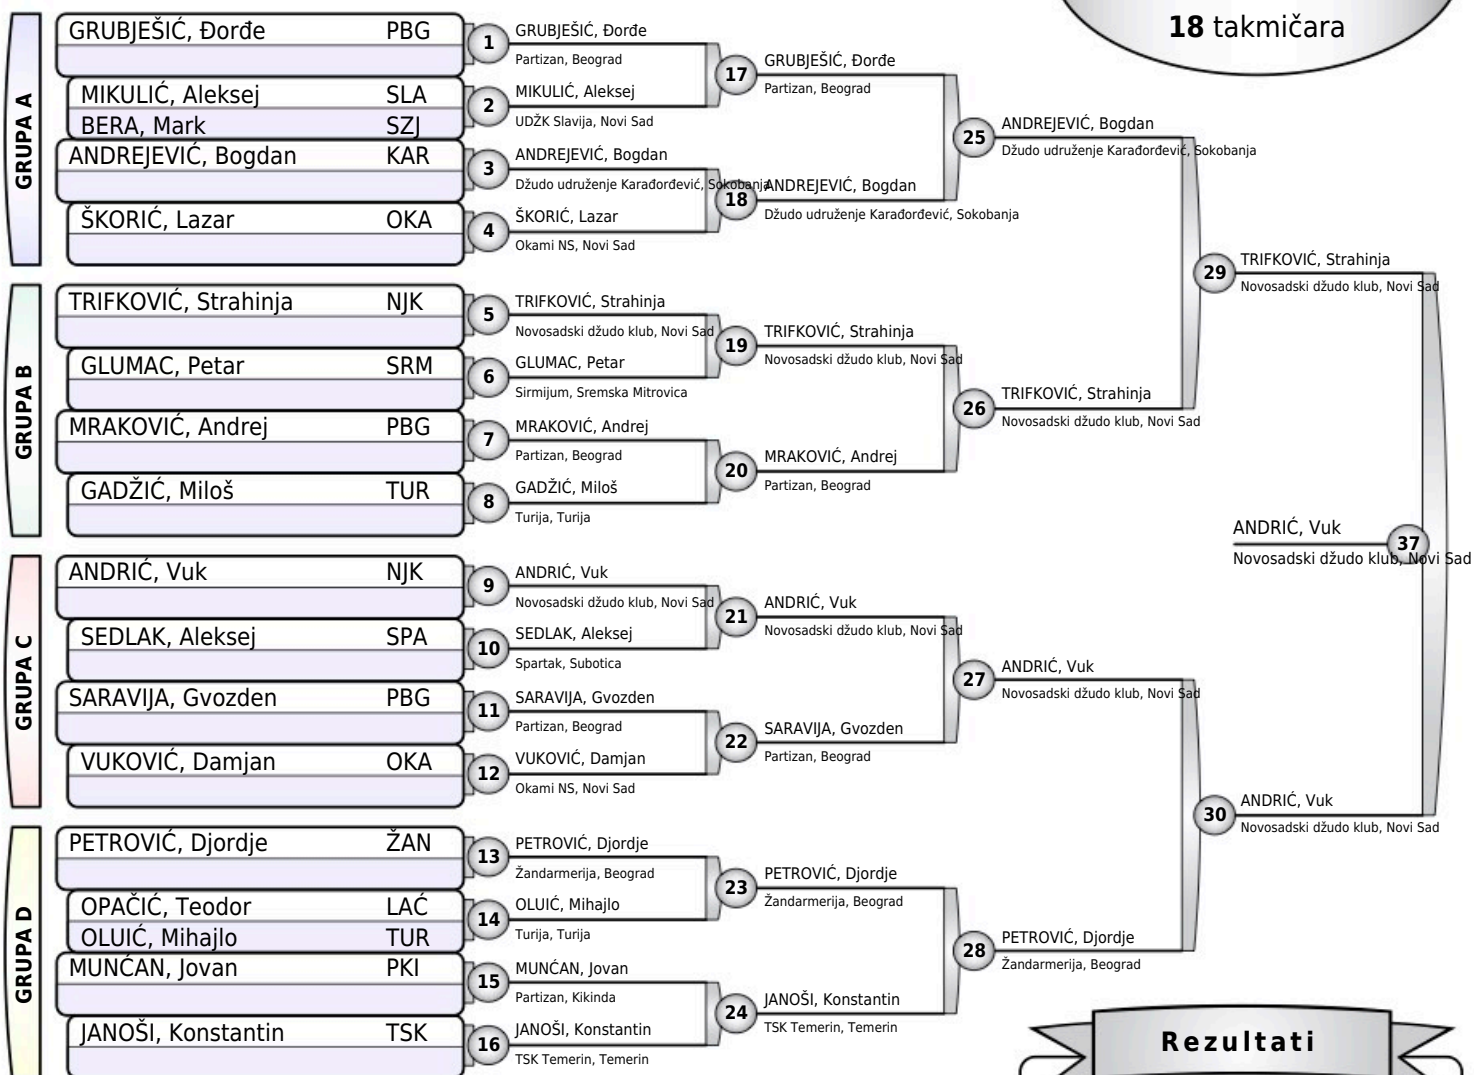 18 takmičara
GRUPA A
GRUBJEŠIĆ, Đorđe PBG
MIKULIĆ, Aleksej SLA
BERA, Mark SZJ
ANDREJEVIĆ, Bogdan KAR
ŠKORIĆ, Lazar OKA
1
GRUBJEŠIĆ, Đorđe
Partizan, Beograd
2
MIKULIĆ, Aleksej
UDŽK Slavija, Novi Sad
3
ANDREJEVIĆ, Bogdan
Džudo udruženje Karađorđević, Sokobanja
4
ŠKORIĆ, Lazar
Okami NS, Novi Sad
17
GRUBJEŠIĆ, Đorđe
Partizan, Beograd
18
ANDREJEVIĆ, Bogdan
Džudo udruženje Karađorđević, Sokobanja
25
ANDREJEVIĆ, Bogdan
Džudo udruženje Karađorđević, Sokobanja
GRUPA B
TRIFKOVIĆ, Strahinja NJK
GLUMAC, Petar SRM
MRAKOVIĆ, Andrej PBG
GADŽIĆ, Miloš TUR
5
TRIFKOVIĆ, Strahinja
Novosadski džudo klub, Novi Sad
6
GLUMAC, Petar
Sirmijum, Sremska Mitrovica
7
MRAKOVIĆ, Andrej
Partizan, Beograd
8
GADŽIĆ, Miloš
Turija, Turija
19
TRIFKOVIĆ, Strahinja
Novosadski džudo klub, Novi Sad
20
MRAKOVIĆ, Andrej
Partizan, Beograd
26
TRIFKOVIĆ, Strahinja
Novosadski džudo klub, Novi Sad
29
TRIFKOVIĆ, Strahinja
Novosadski džudo klub, Novi Sad
GRUPA C
ANDRIĆ, Vuk NJK
SEDLAK, Aleksej SPA
SARAVIJA, Gvozden PBG
VUKOVIĆ, Damjan OKA
9
ANDRIĆ, Vuk
Novosadski džudo klub, Novi Sad
10
SEDLAK, Aleksej
Spartak, Subotica
11
SARAVIJA, Gvozden
Partizan, Beograd
12
VUKOVIĆ, Damjan
Okami NS, Novi Sad
21
ANDRIĆ, Vuk
Novosadski džudo klub, Novi Sad
22
SARAVIJA, Gvozden
Partizan, Beograd
27
ANDRIĆ, Vuk
Novosadski džudo klub, Novi Sad
GRUPA D
PETROVIĆ, Djordje ŽAN
OPAČIĆ, Teodor LAĆ
OLUIĆ, Mihajlo TUR
MUNĆAN, Jovan PKI
JANOŠI, Konstantin TSK
13
PETROVIĆ, Djordje
Žandarmerija, Beograd
14
OLUIĆ, Mihajlo
Turija, Turija
15
MUNĆAN, Jovan
Partizan, Kikinda
16
JANOŠI, Konstantin
TSK Temerin, Temerin
23
PETROVIĆ, Djordje
Žandarmerija, Beograd
24
JANOŠI, Konstantin
TSK Temerin, Temerin
28
PETROVIĆ, Djordje
Žandarmerija, Beograd
30
ANDRIĆ, Vuk
Novosadski džudo klub, Novi Sad
37
ANDRIĆ, Vuk
Novosadski džudo klub, Novi Sad
Rezultati